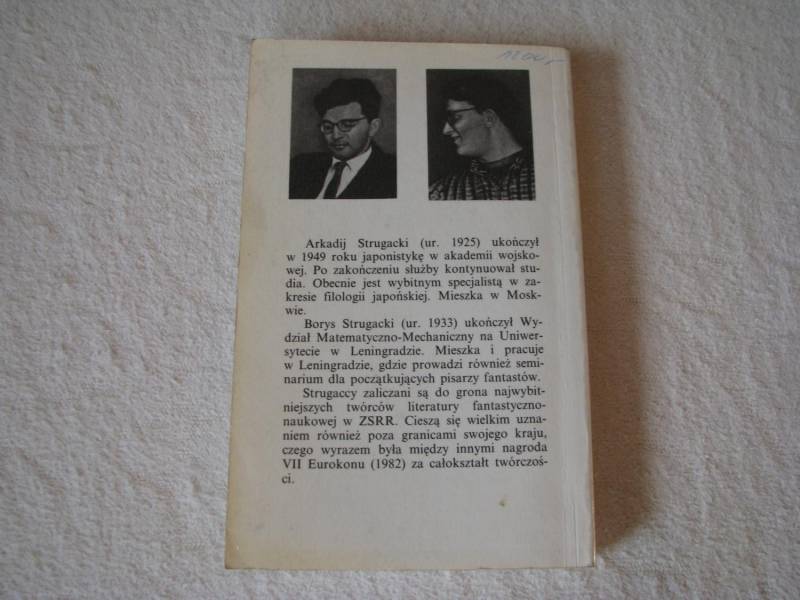 Arkadij Strugacki (ur. 1925) ukończył
w 1949 roku japonistykę w akademii wojsko-
wej. Po zakończeniu służby kontynuował stu-
dia. Obecnie jest wybitnym specjalistą w za-
kresie filologii japońskiej. Mieszka w Mosk-
wie.
Borys Strugacki (ur. 1933) ukończył Wy-
dział Matematyczno-Mechaniczny na Uniwer-
sytecie w Leningradzie. Mieszka i pracuje
w Leningradzie, gdzie prowadzi również semi-
narium dla początkujących pisarzy fantastów.
Strugaccy zaliczani są do grona najwybit-
niejszych twórców literatury fantastyczno-
naukowej w ZSRR. Cieszą się wielkim uzna-
niem również poza granicami swojego kraju,
czego wyrazem była między innymi nagroda
VII Eurokonu (1982) za całokształt twórczoś-
ci.